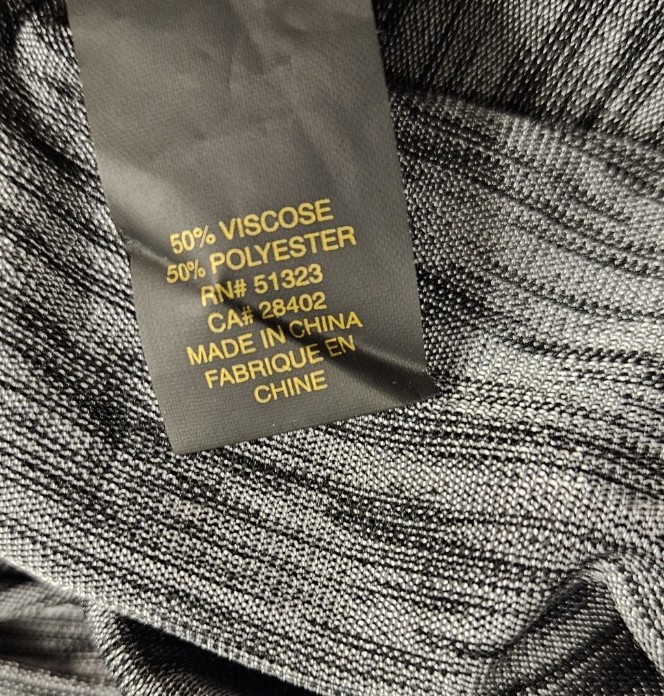 50% VISCOSE
50% POLYESTER
RN# 51323
CA# 28402
MADE IN CHINA
FABRIQUE EN
CHINE